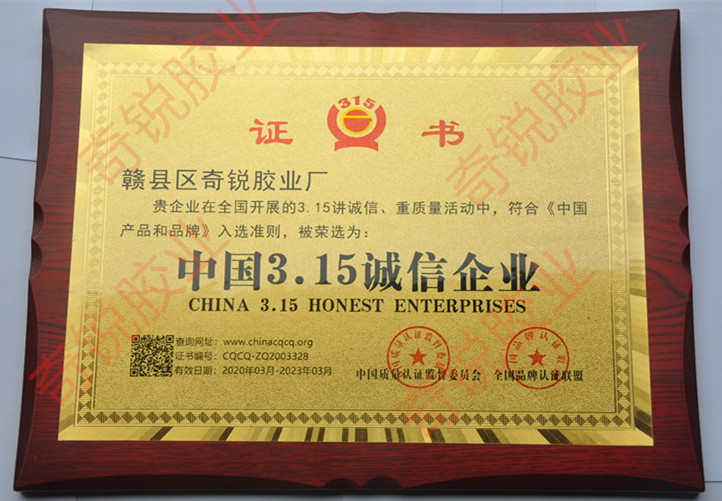 315
证 书
赣县区奇锐胶业厂
贵企业在全国开展的3.15讲诚信、重质量活动中，符合《中国
产品和品牌》入选准则，被荣选为：
中国3.15诚信企业
CHINA 3.15 HONEST ENTERPRISES
查询网址：www.chinacqcq.org
证书编号：CQCQ-ZQ2003328
有效日期：2020年03月-2023年03月
中国质量认证监督委员会 全国品牌认证联盟
奇锐胶业
奇锐胶业
奇锐胶业
奇锐胶业